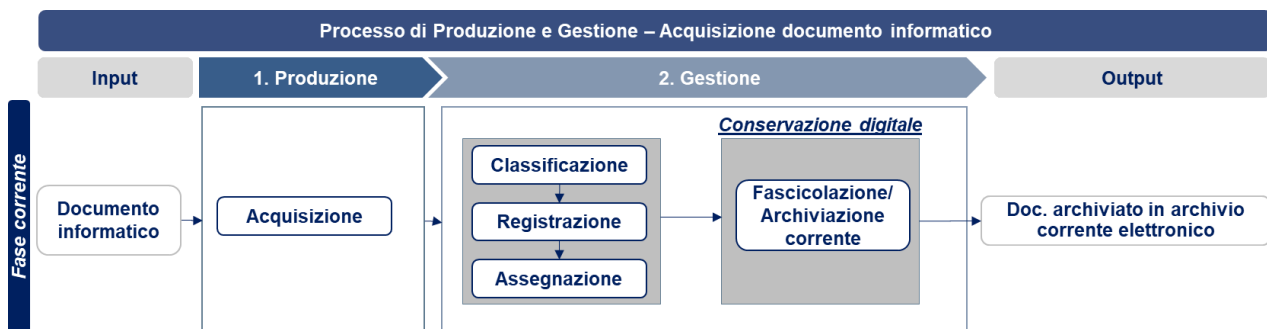 Processo di Produzione e Gestione – Acquisizione documento informatico
Input
1. Produzione
2. Gestione
Output
Fase corrente
Documento
informatico
Acquisizione
Classificazione
Registrazione
Assegnazione
Conservazione digitale
Fascicolazione/
Archiviazione
corrente
Doc. archiviato in archivio
corrente elettronico